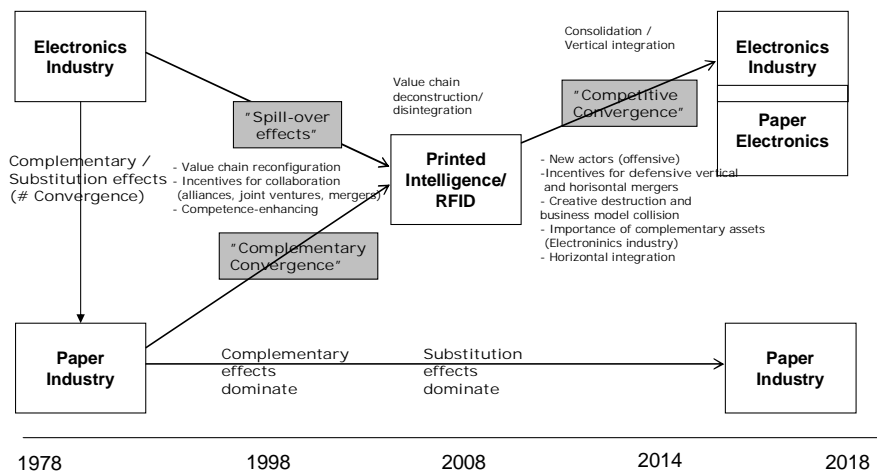 Electronics
Industry
Complementary /
Substitution effects
(# Convergence)
Paper
Industry
"Spill-over
effects"
- Value chain reconfiguration
- Incentives for collaboration
(alliances, joint ventures, mergers)
- Competence-enhancing
"Complementary
Convergence"
Value chain
deconstruction/
disintegration
Printed
Intelligence/
RFID
Consolidation /
Vertical integration
"Competitive
Convergence"
- New actors (offensive)
-Incentives for defensive vertical
and horisontal mergers
- Creative destruction and
business model collision
- Importance of complementary assets
(Electroninics industry)
- Horizontal integration
Electronics
Industry
Paper
Electronics
Complementary
effects
dominate
Substitution
effects
dominate
Paper
Industry
1978
1998
2008
2014
2018